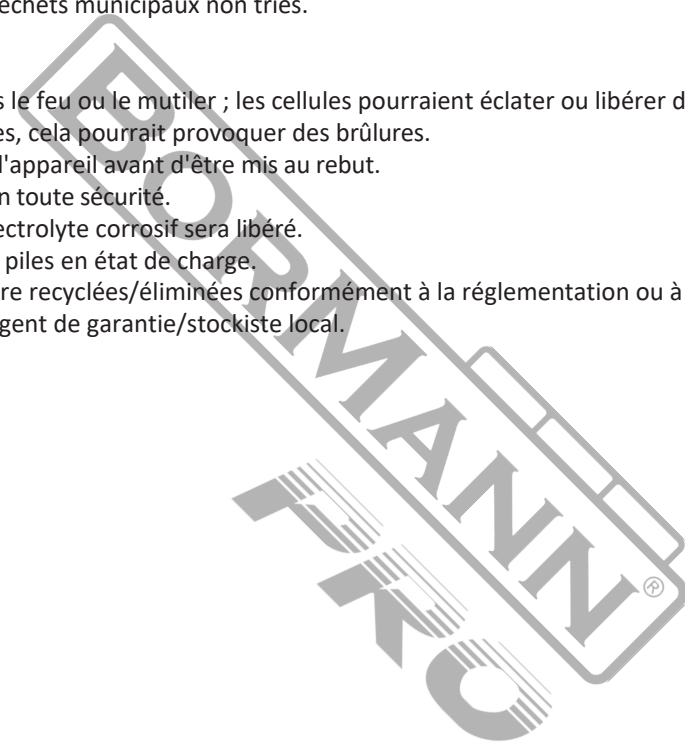 échets municipaux non triés.
s le feu ou le mutiler ; les cellules pourraient éclater ou libérer d
es, cela pourrait provoquer des brûlures.
l'appareil avant d'être mis au rebut.
n toute sécurité.
ectrolyte corrosif sera libéré.
piles en état de charge.
re recyclées/éliminées conformément à la réglementation ou à
gent de garantie/stockiste local.
BORMANN®
PRO